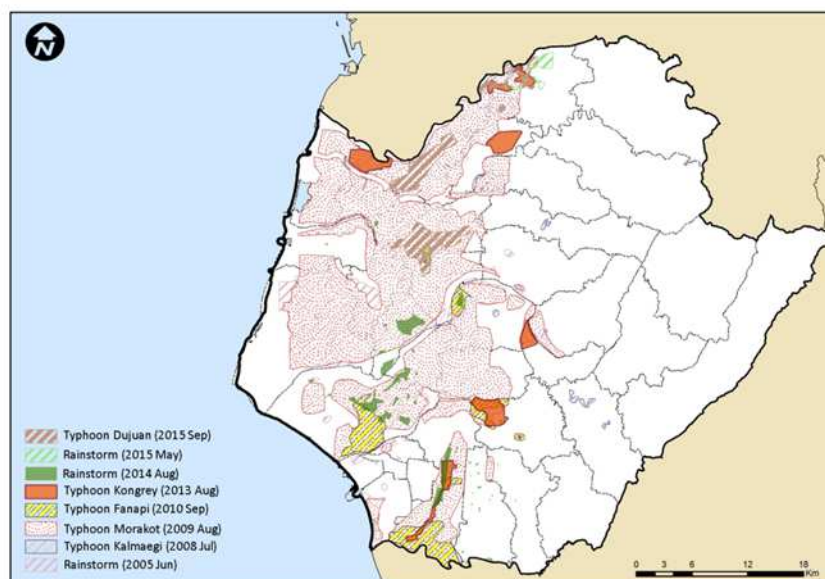 N
Typhoon Dujuan (2015 Sep)
Rainstorm (2015 May)
Rainstorm (2014 Aug)
Typhoon Kongrey (2013 Aug)
Typhoon Fanapi (2010 Sep)
Typhoon Morakot (2009 Aug)
Typhoon Kalmaegi (2008 Jul)
Rainstorm (2005 Jun)
0 3 6 12 18
Km